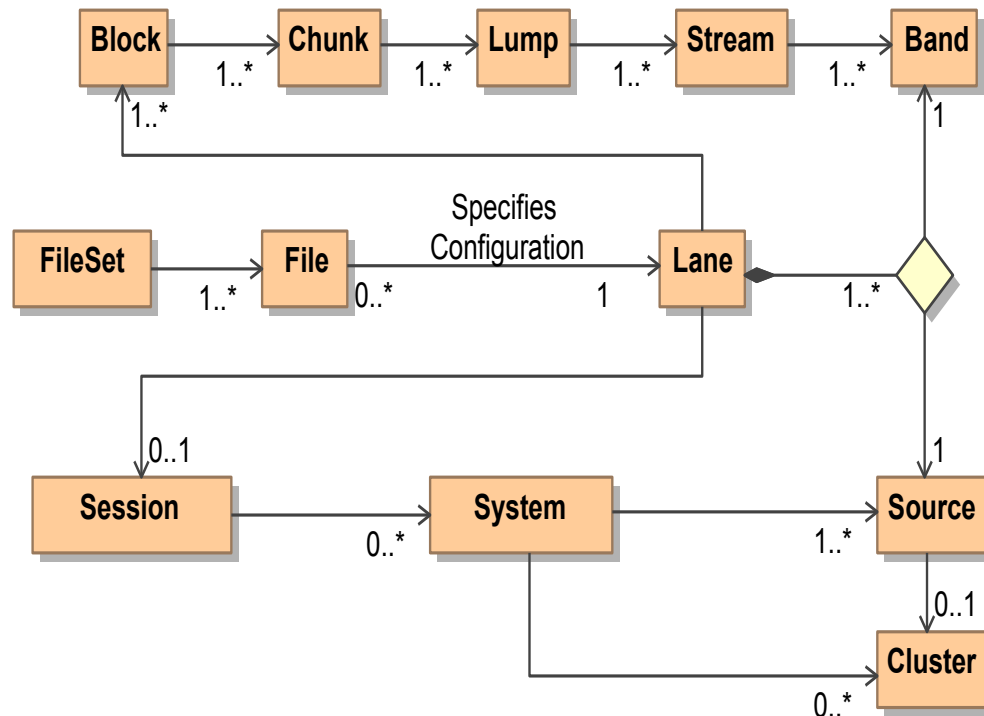 Block
Chunk
Lump
Stream
Band
1..*
1..*
1..*
1..*
1..*
1
Specifies
Configuration
FileSet
File
Lane
1..*
0..*
1
1..*
0..1
1
Session
System
Source
0..*
1..*
0..1
Cluster
0..*